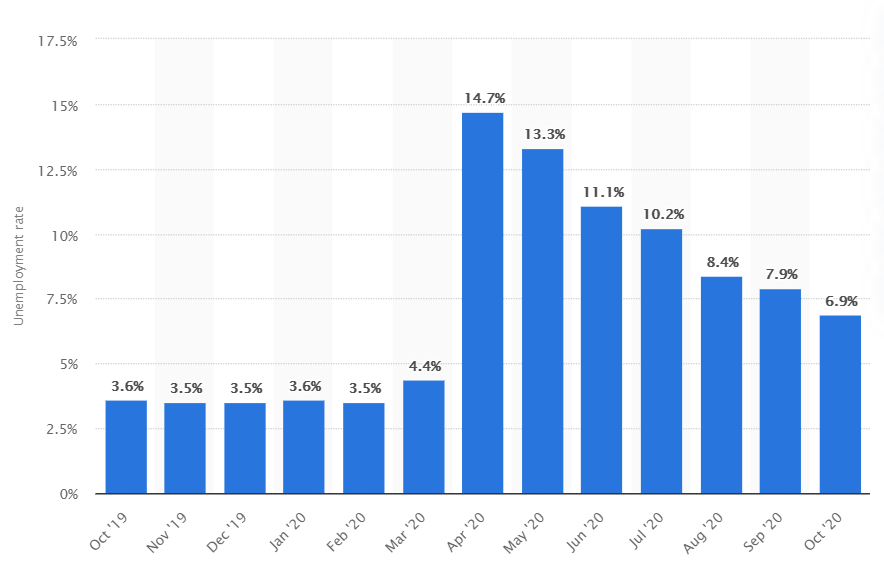 17.5%
15%
12.5%
10%
7.5%
5%
2.5%
0%
Unemployment rate
3.6%
3.5%
3.5%
3.6%
3.5%
4.4%
14.7%
13.3%
11.1%
10.2%
8.4%
7.9%
6.9%
Oct '19
Nov '19
Dec '19
Jan '20
Feb '20
Mar '20
Apr '20
May '20
Jun '20
Jul '20
Aug '20
Sep '20
Oct '20